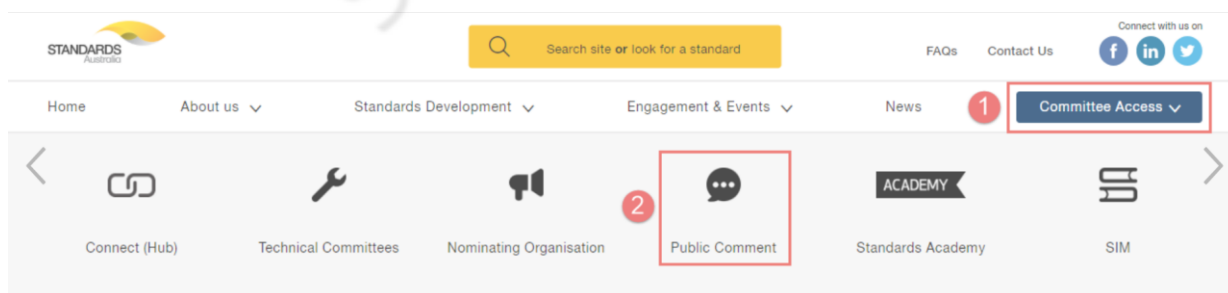 Connect with us on
STANDARDS
Australia
Search site or look for a standard
FAQs
Contact Us
f
in
Home
About us
Standards Development
Engagement & Events
News
1
Committee Access
ACADEMY
2
Connect (Hub)
Technical Committees
Nominating Organisation
Public Comment
Standards Academy
SIM